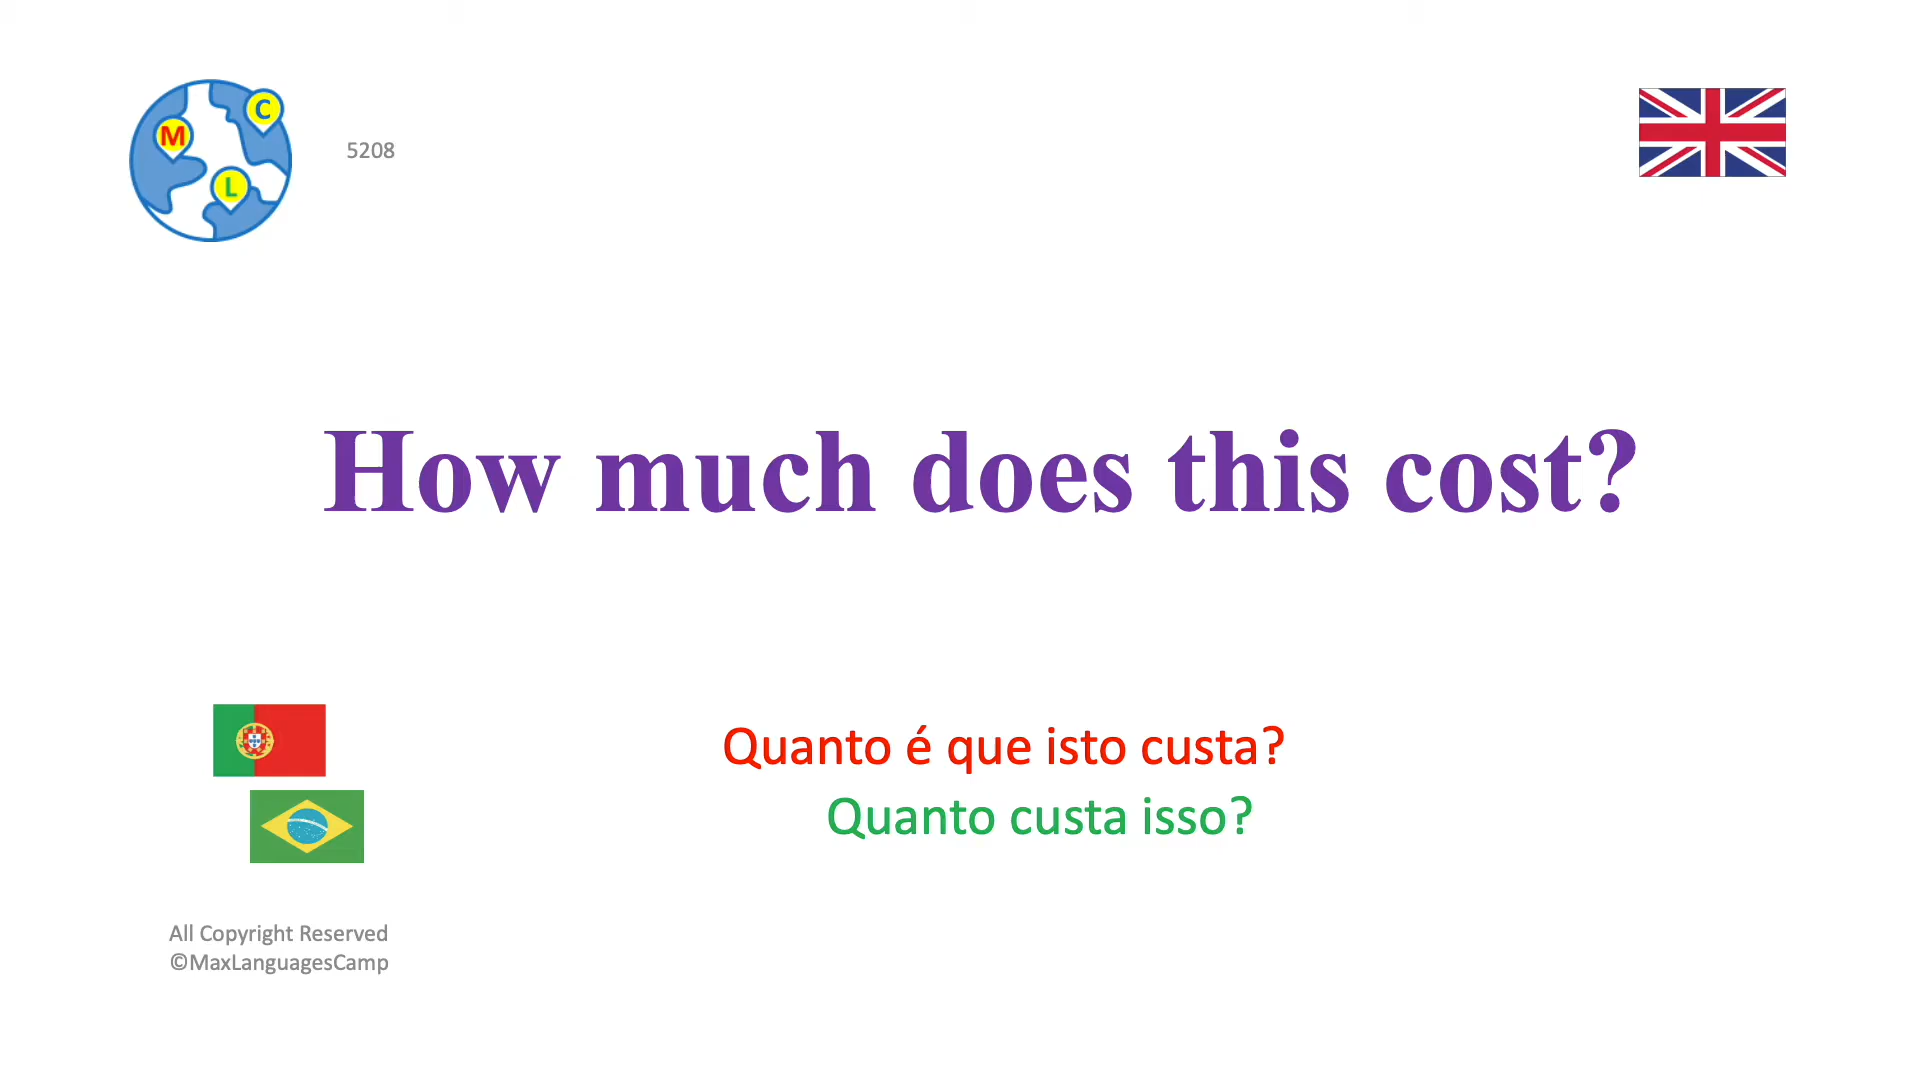 C
M
L
5208
How much does this cost?
Quanto é que isto custa?
Quanto custa isso?
All Copyright Reserved
©MaxLanguagesCamp